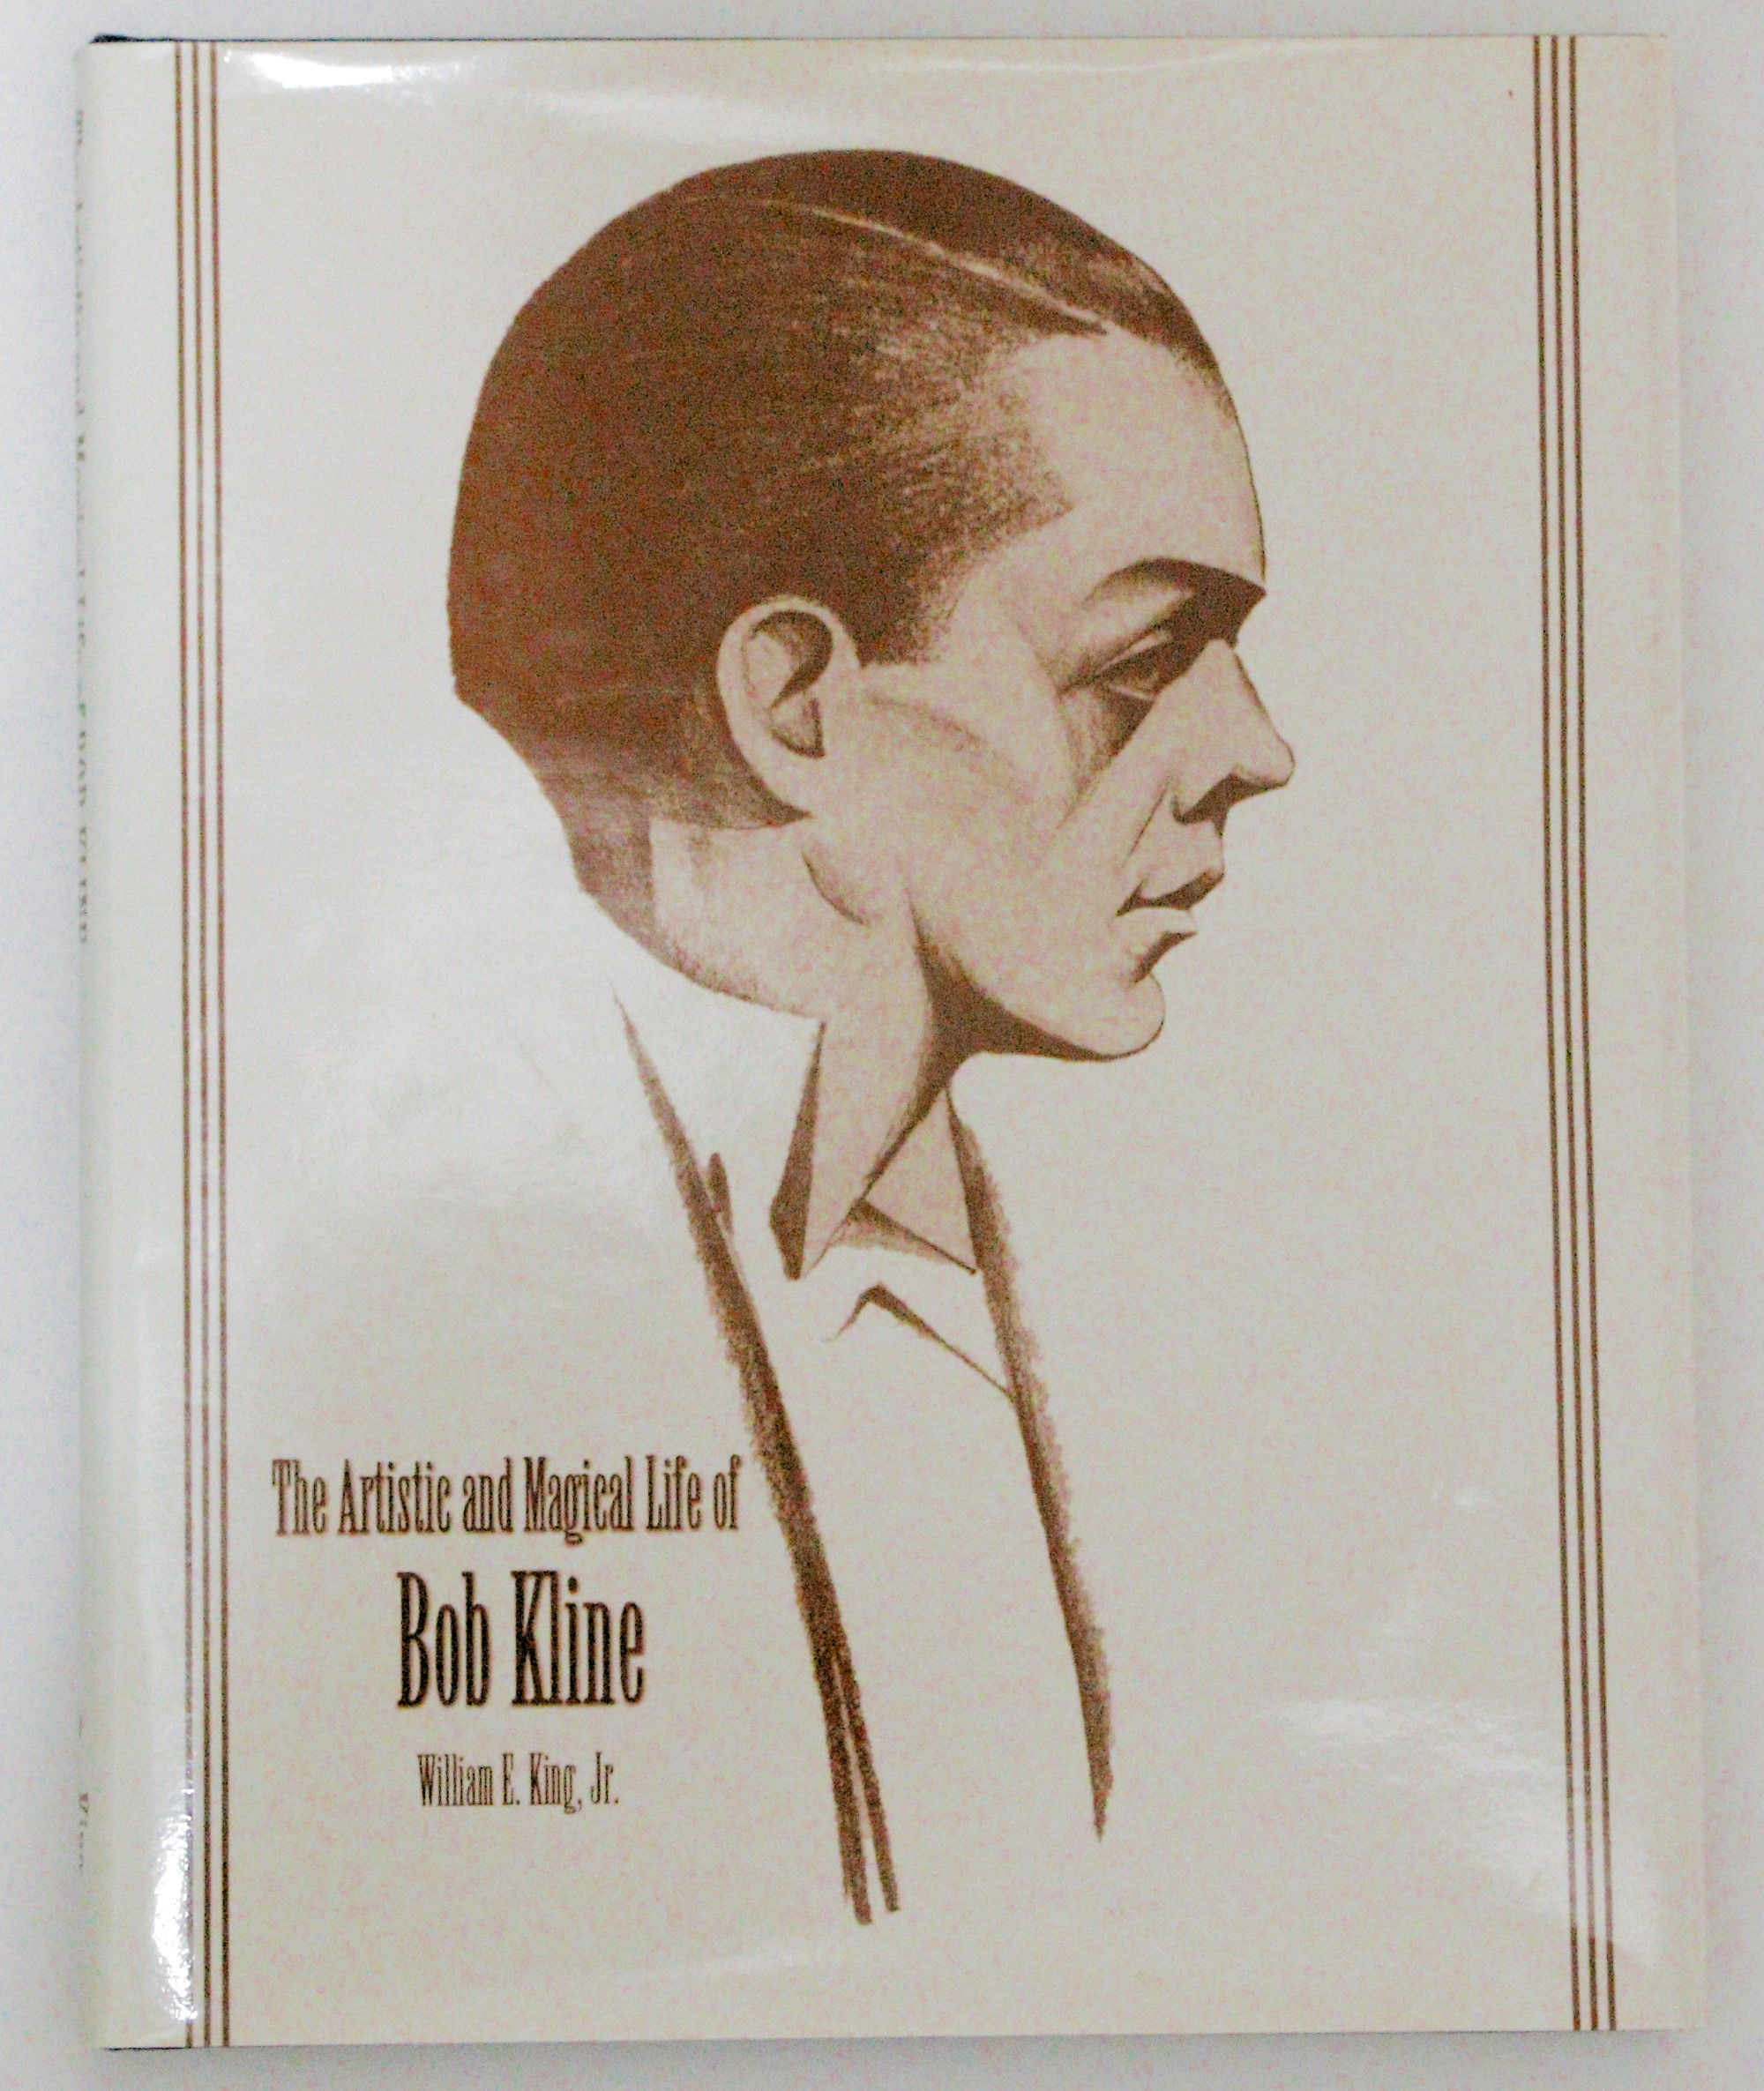 The Artistic and Magical Life of
Bob Kline
William E. King, Jr.